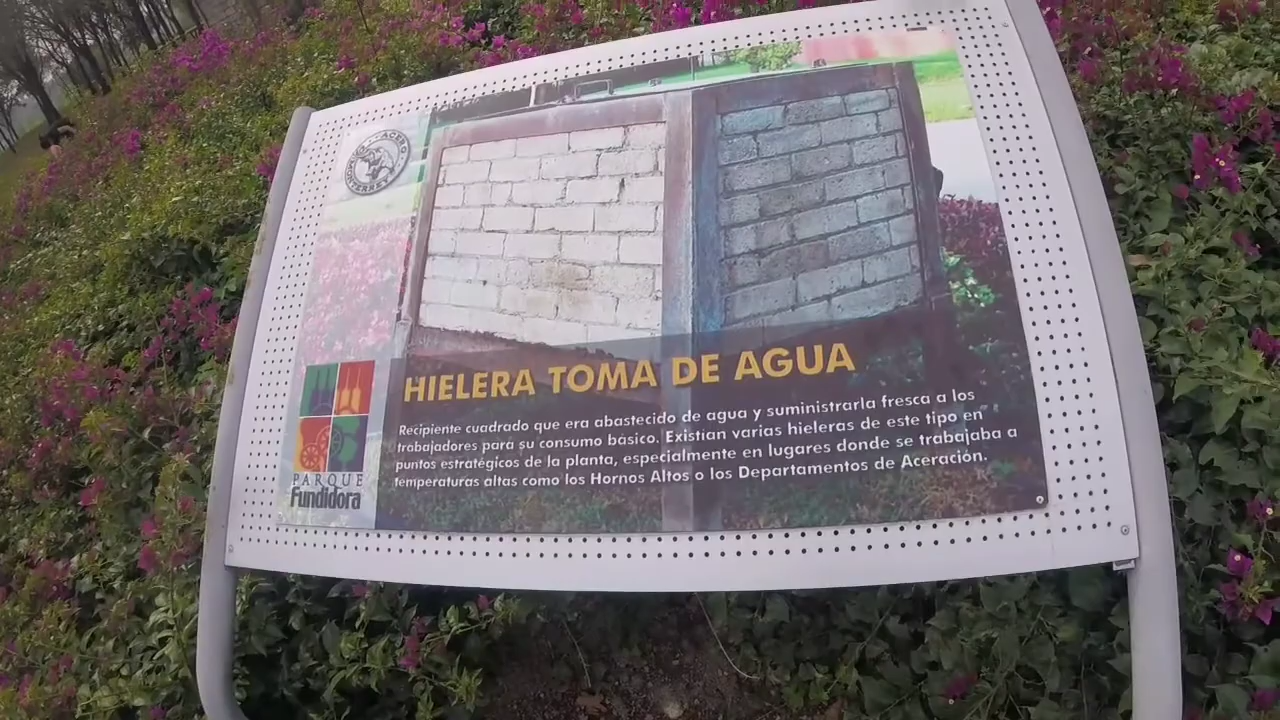 ACERO
MONTERREY
HIELERA TOMA DE AGUA
Recipiente cuadrado que era abastecido de agua y suministrarla fresca a los
trabajadores para su consumo básico. Existían varias hieleras de este tipo en
puntos estratégicos de la planta, especialmente en lugares donde se trabajaba a
temperaturas altas como los Hornos Altos o los Departamentos de Aceración.
PARQUE
Fundidora